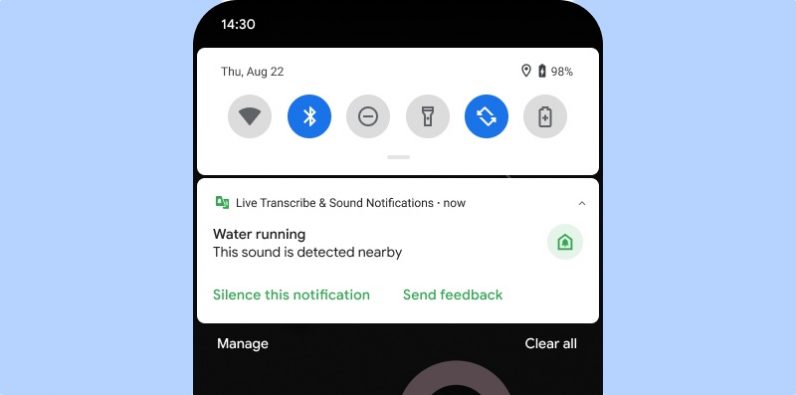 14:30
Thu, Aug 22 98%
Live Transcribe & Sound Notifications · now
Water running
This sound is detected nearby
Silence this notification Send feedback
Manage Clear all